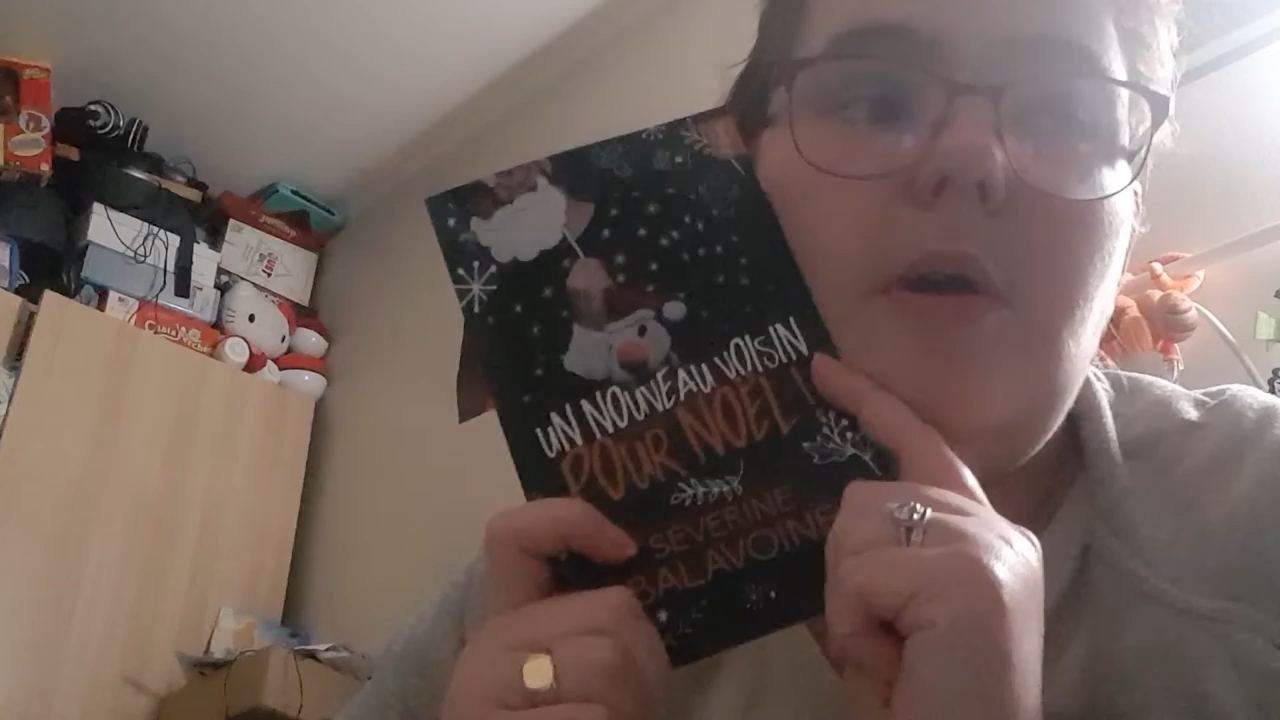 UN NOUVEAU VOISIN
POUR NOËL !
SEVERINE
BALAVOINE